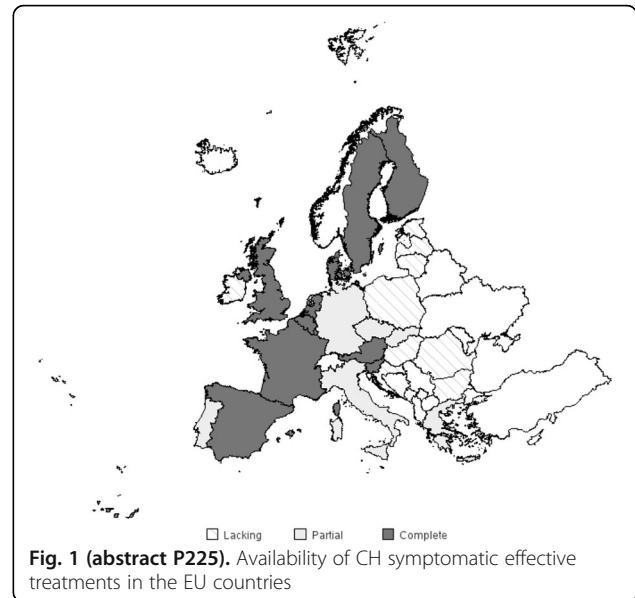 Lacking Partial Complete
Fig. 1 (abstract P225). Availability of CH symptomatic effective
treatments in the EU countries